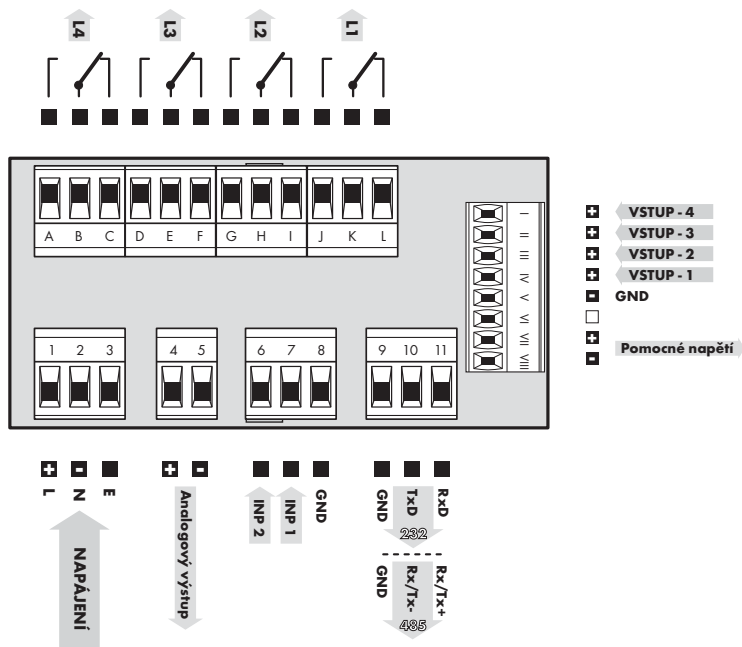 L4 L3 L2 L1
A B C D E F G H I J K L
I
II
III
IV
V
VI
VII
VIII
VSTUP - 4
VSTUP - 3
VSTUP - 2
VSTUP - 1
GND
Pomocné napětí
1 2 3 4 5 6 7 8 9 10 11
L N E
NAPÁJENÍ
Analogový výstup
INP 2 INP 1 GND
GND TxD RxD
232
GND Rx/Tx- Rx/Tx+
485